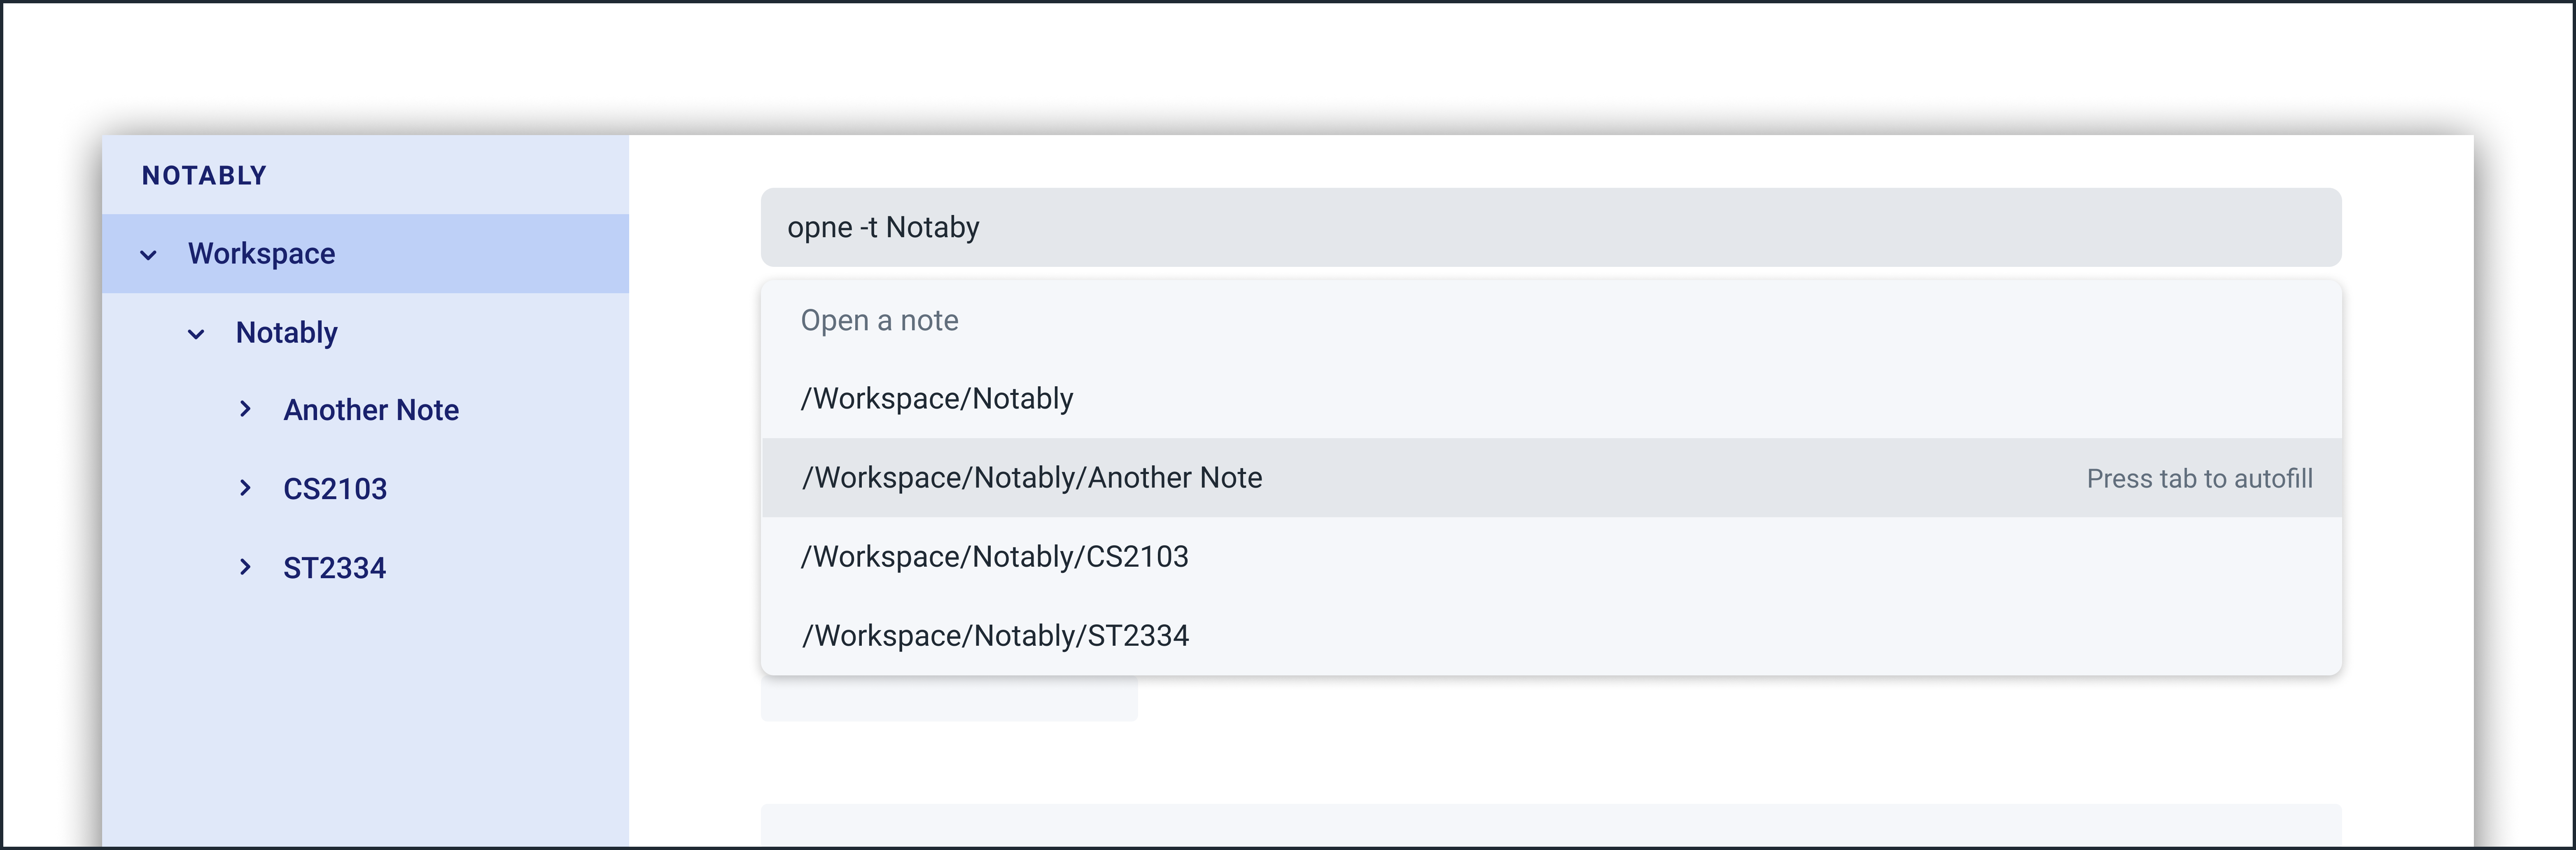 NOTABLY
Workspace
Notably
Another Note
CS2103
ST2334
opne -t Notaby
Open a note
/Workspace/Notably
/Workspace/Notably/Another Note Press tab to autofill
/Workspace/Notably/CS2103
/Workspace/Notably/ST2334